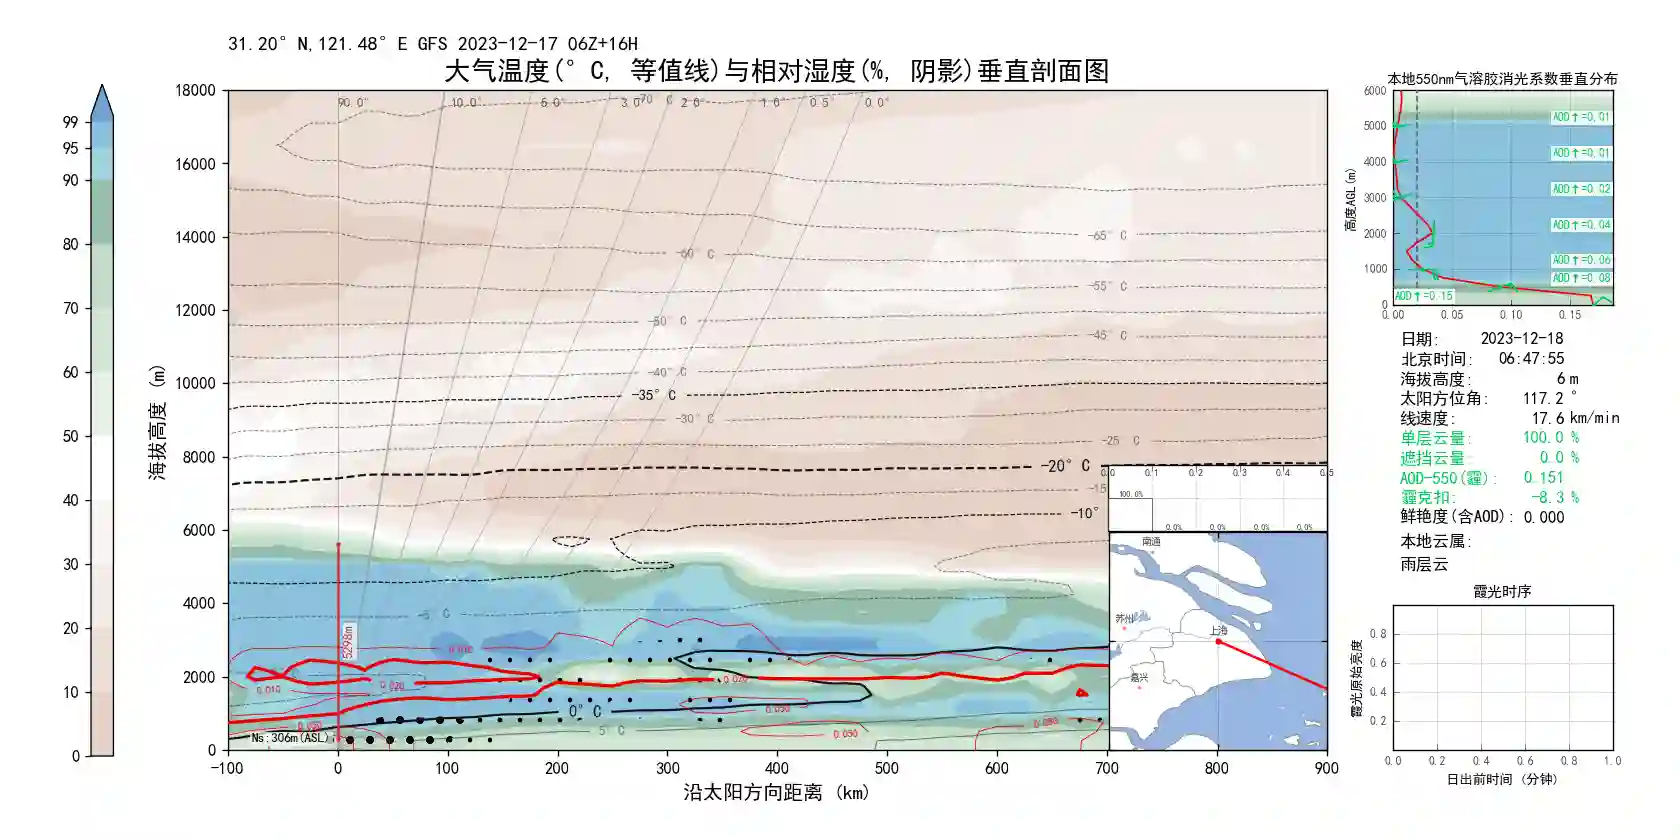 31.20°N,121.48°E GFS 2023-12-17 06Z+16H
大气温度(°C, 等值线)与相对湿度(%, 阴影)垂直剖面图
99
95
90
80
70
60
50
40
30
20
10
0
海拔高度 (m)
18000
16000
14000
12000
10000
8000
6000
4000
2000
0
-100
0
100
200
300
400
500
600
700
800
900
沿太阳方向距离 (km)
90.0°
10.0°
5.0°
3.0°
-70°C
2.0°
1.0°
0.5°
0.0°
-65°C
-60°C
-55°C
-50°C
-45°C
-40°C
-35°C
-30°C
-25°C
-20°C
-15
-10°
-5°C
0°C
5°C
5298m
Ns:306m(ASL)
0.010
0.020
0.020
0.050
0.050
0.050
0.0
0.1
0.2
0.3
0.4
0.5
100.0%
0.0%
0.0%
0.0%
0.0%
南通
苏州
上海
嘉兴
本地550nm气溶胶消光系数垂直分布
高度AGL(m)
6000
5000
4000
3000
2000
1000
0
0.00
0.05
0.10
0.15
AOD↑=0.01
AOD↑=0.01
AOD↑=0.02
AOD↑=0.04
AOD↑=0.06
AOD↑=0.08
AOD↑=0.15
日期: 2023-12-18
北京时间: 06:47:55
海拔高度: 6 m
太阳方位角: 117.2 °
线速度: 17.6 km/min
单层云量: 100.0 %
遮挡云量: 0.0 %
AOD-550(霾): 0.151
霾克扣: -8.3 %
鲜艳度(含AOD): 0.000
本地云属:
雨层云
霞光时序
霞光原始亮度
0.8
0.6
0.4
0.2
0.0
0.2
0.4
0.6
0.8
1.0
日出前时间 (分钟)